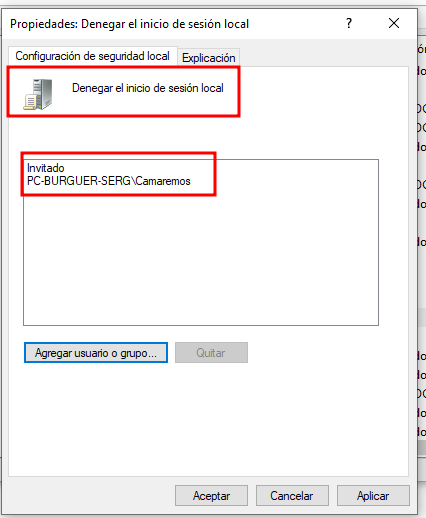 Propiedades: Denegar el inicio de sesión local
?
Configuración de seguridad local
Explicación
Denegar el inicio de sesión local
Invitado
PC-BURGUER-SERG\Camaremos
Agregar usuario o grupo...
Quitar
Aceptar
Cancelar
Aplicar